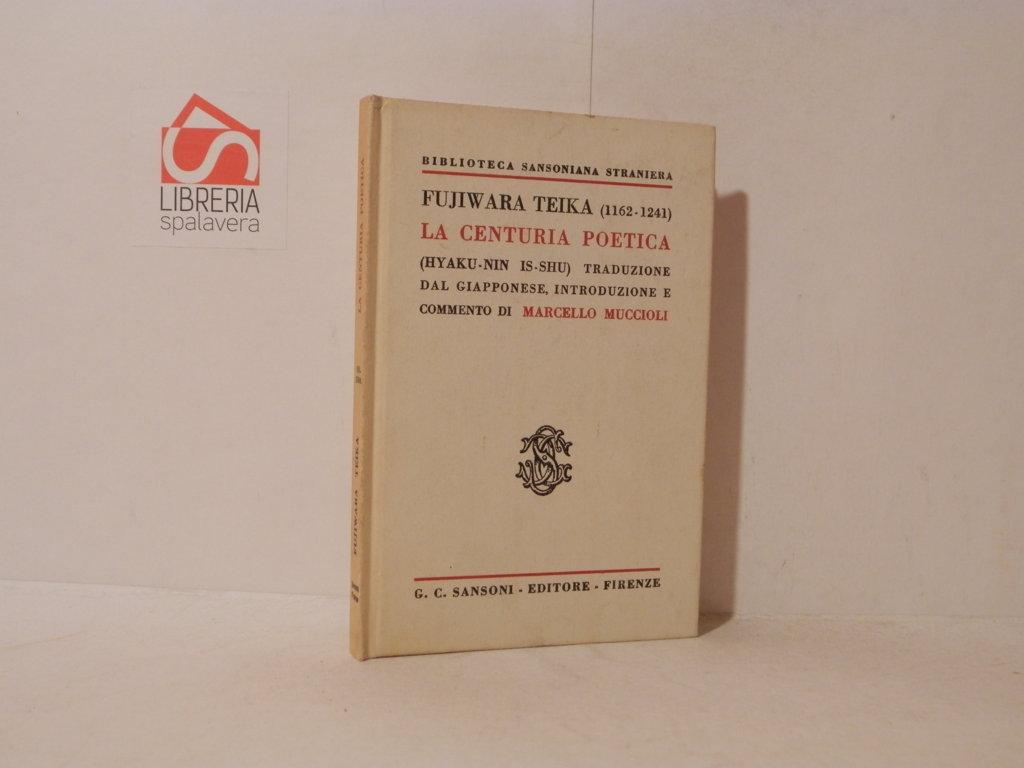 LIBRERIA
spalavera
LA CENTURIA POETICA
FUJIWARA TEIKA
BIBLIOTECA SANSONIANA STRANIERA
FUJIWARA TEIKA (1162-1241)
LA CENTURIA POETICA
(HYAKU-NIN IS-SHU) TRADUZIONE
DAL GIAPPONESE, INTRODUZIONE E
COMMENTO DI MARCELLO MUCCIOLI
G. C. SANSONI - EDITORE - FIRENZE